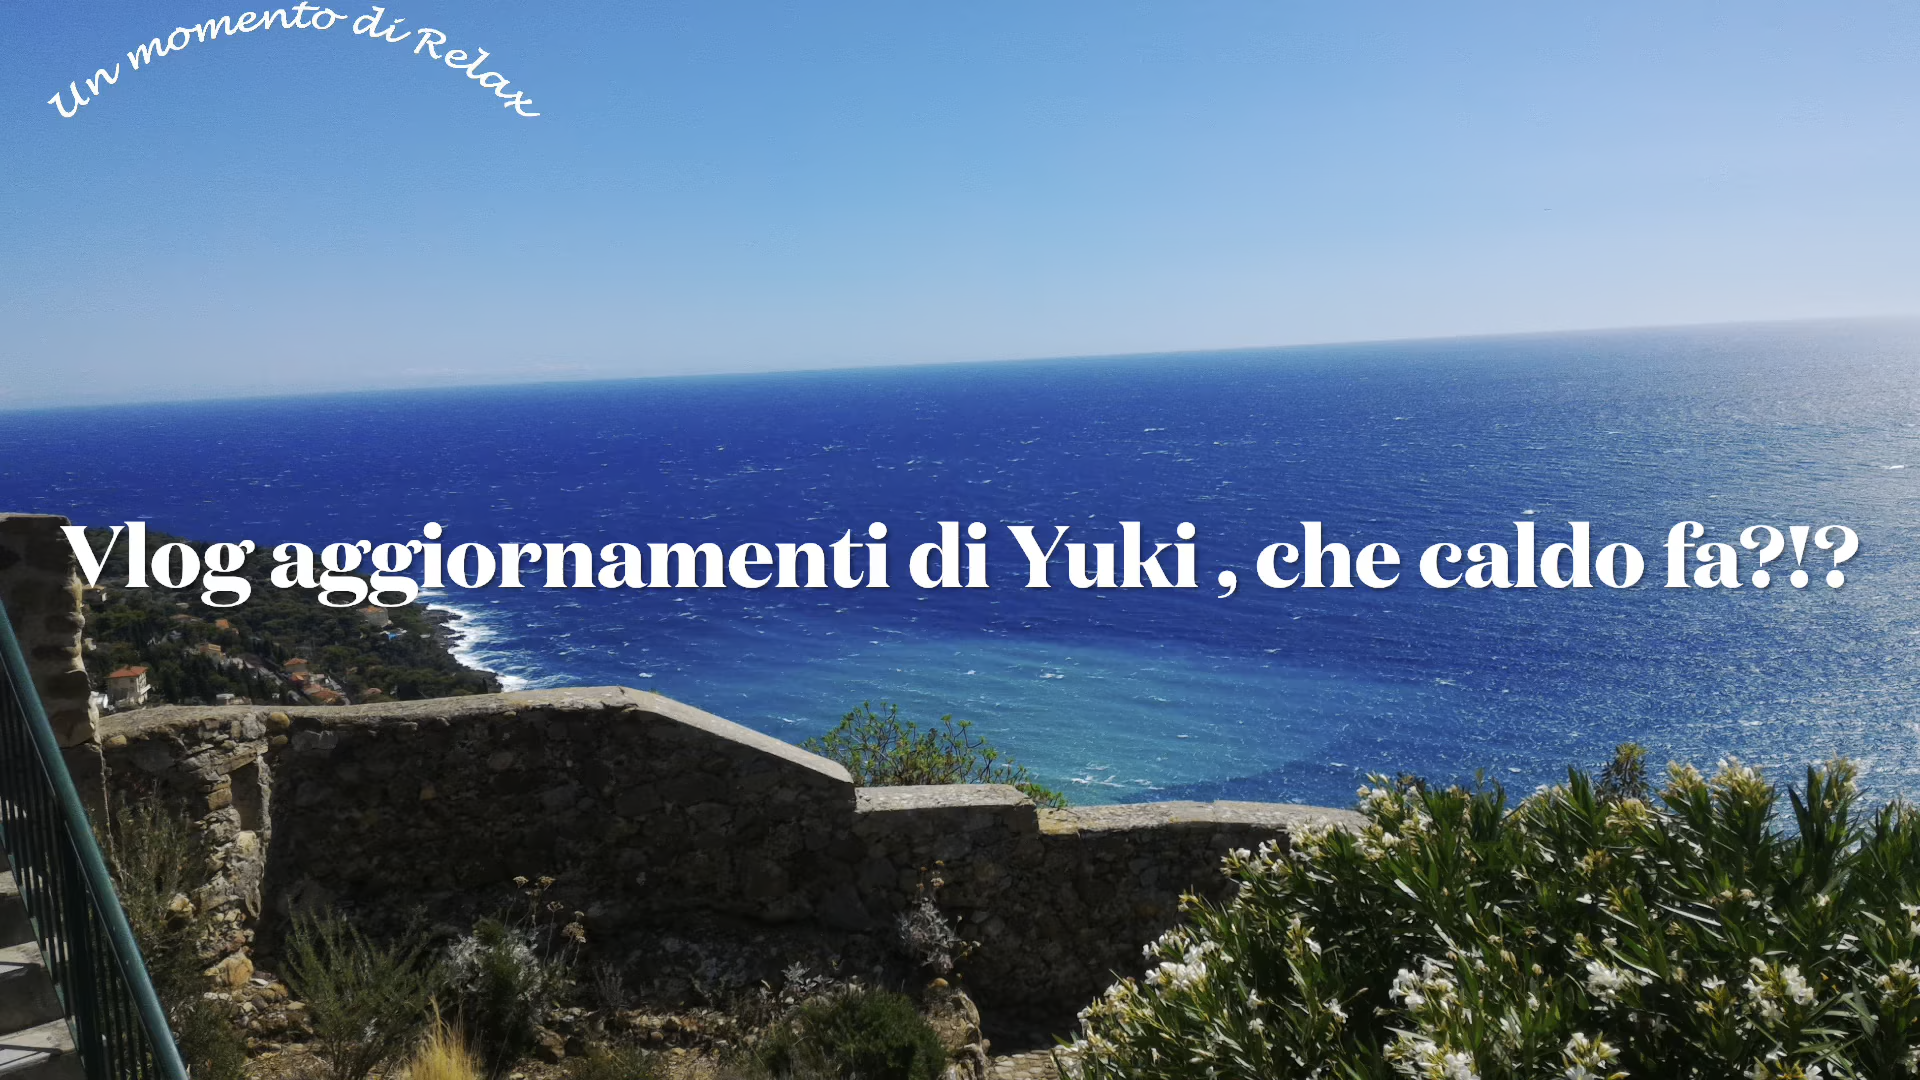 Un momento di Relax
Vlog aggiornamenti di Yuki , che caldo fa?!?